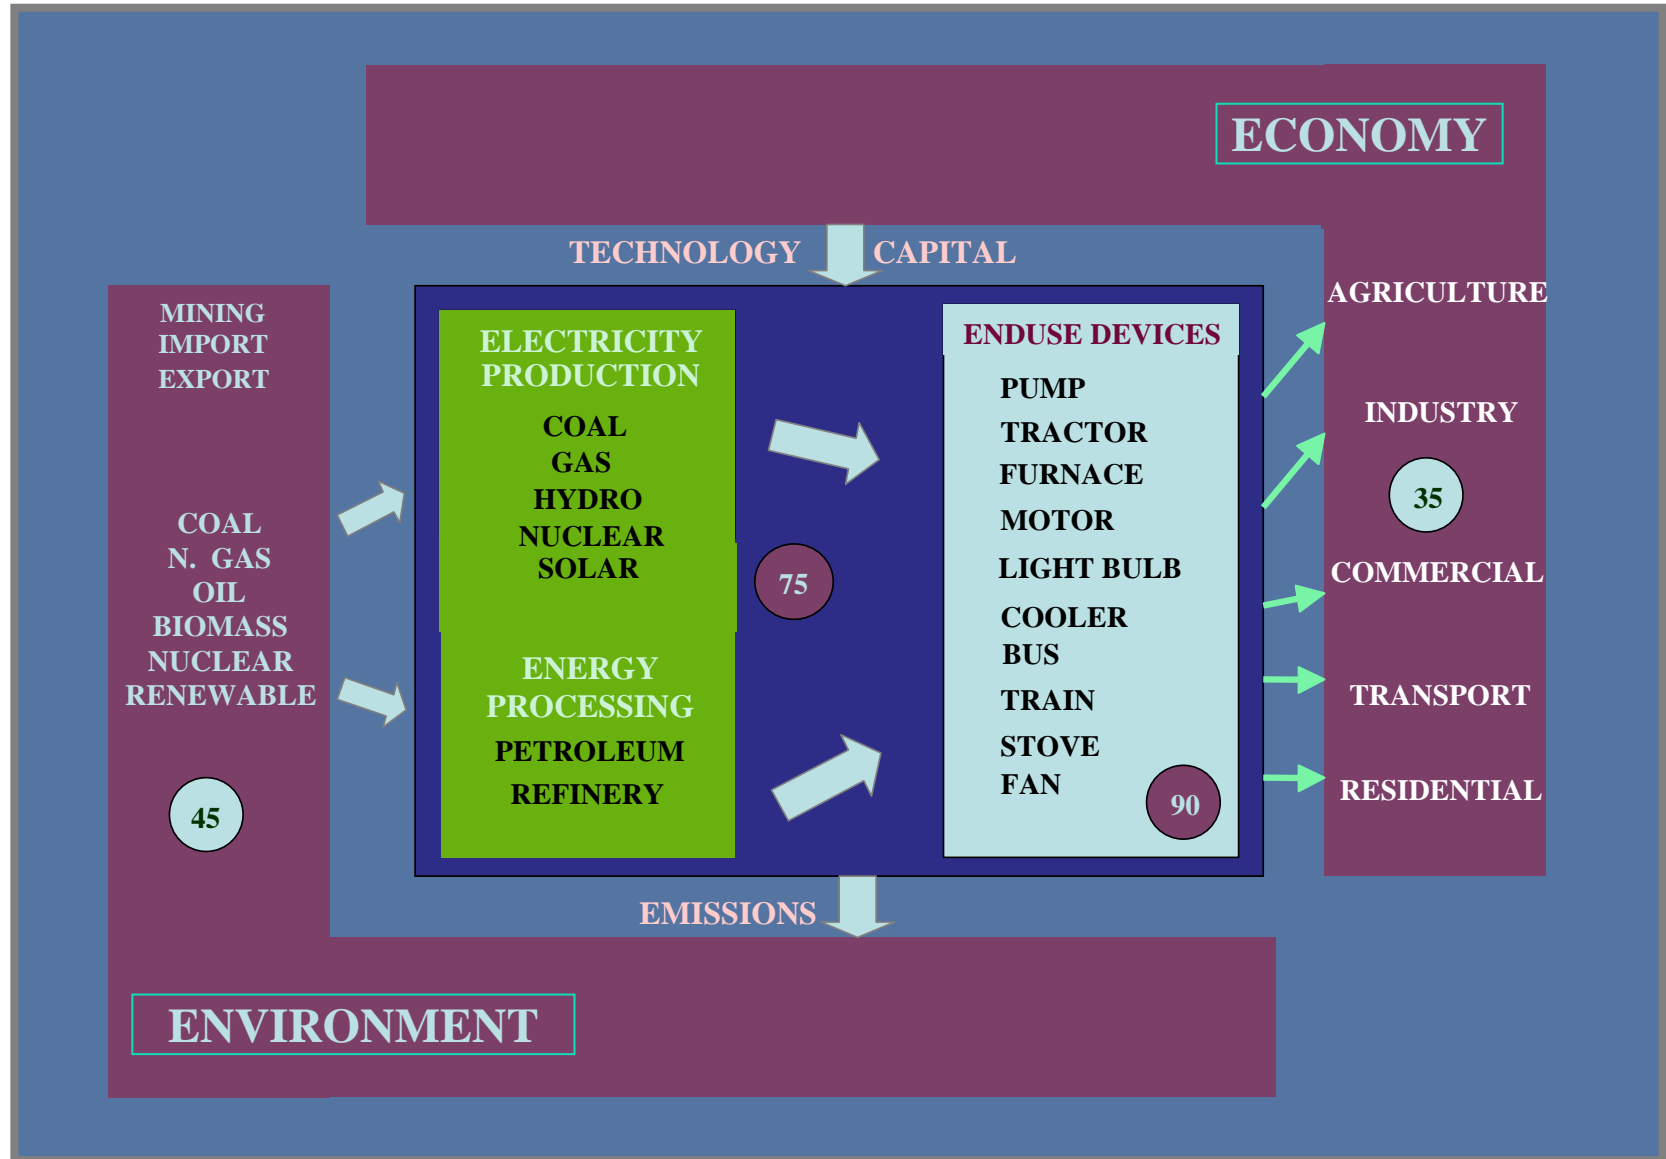 ECONOMY
TECHNOLOGY CAPITAL
MINING
IMPORT
EXPORT
COAL
N. GAS
OIL
BIOMASS
NUCLEAR
RENEWABLE
45
ELECTRICITY
PRODUCTION
COAL
GAS
HYDRO
NUCLEAR
SOLAR
75
ENERGY
PROCESSING
PETROLEUM
REFINERY
ENDUSE DEVICES
PUMP
TRACTOR
FURNACE
MOTOR
LIGHT BULB
COOLER
BUS
TRAIN
STOVE
FAN
90
AGRICULTURE
INDUSTRY
35
COMMERCIAL
TRANSPORT
RESIDENTIAL
EMISSIONS
ENVIRONMENT